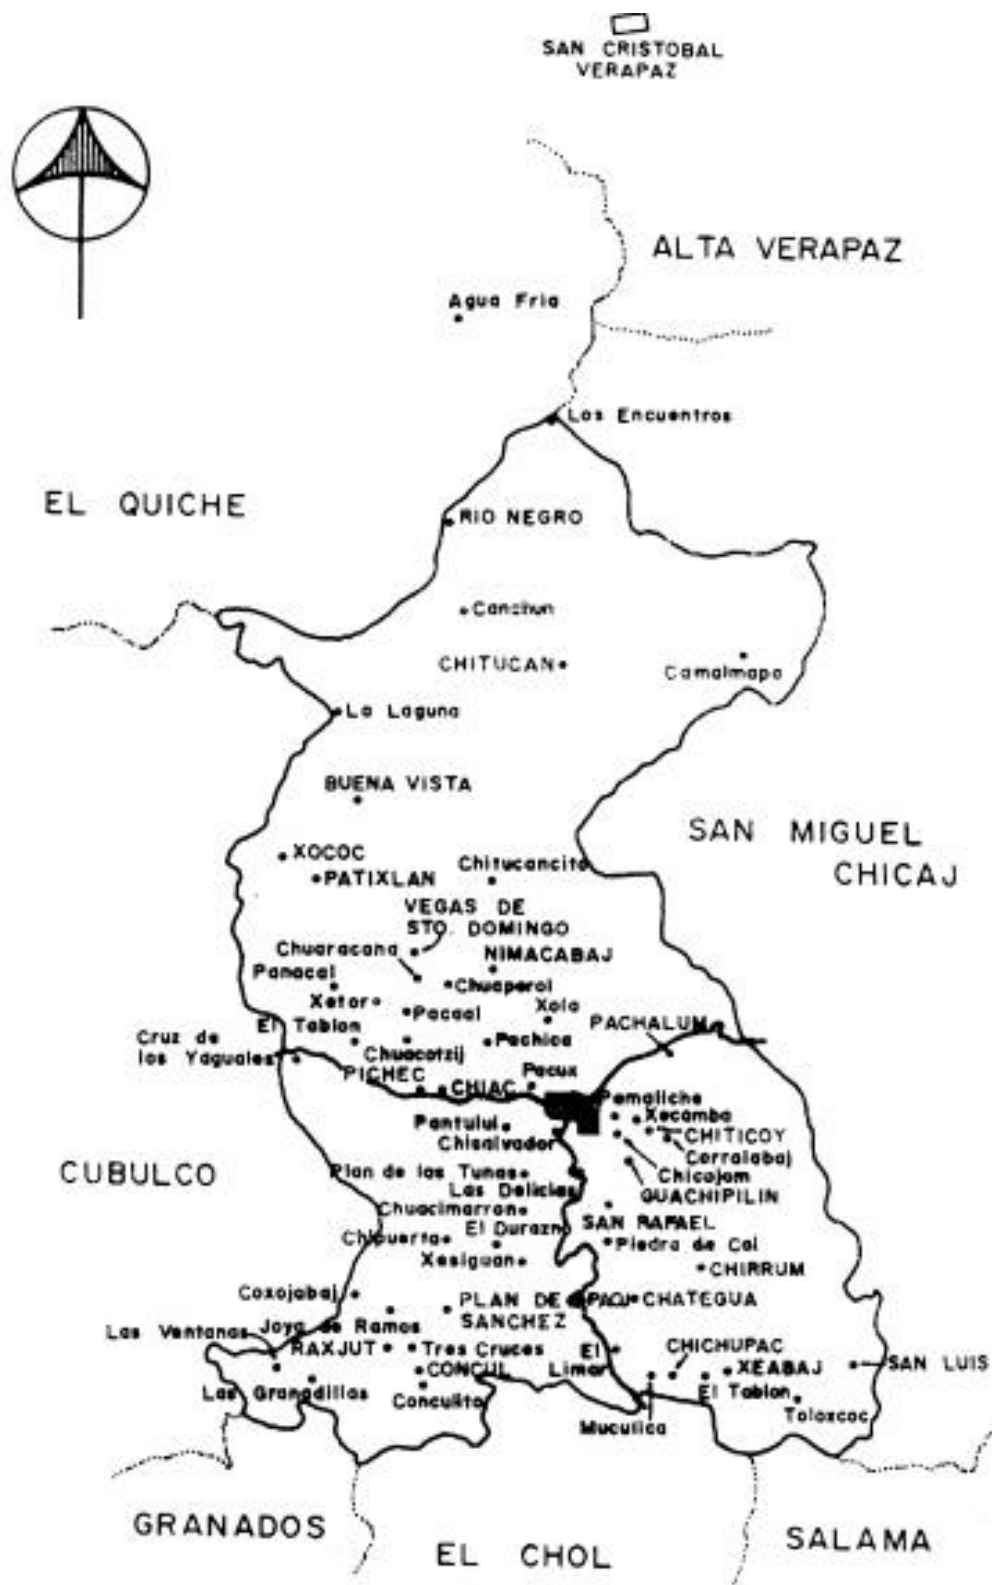 SAN CRISTOBAL
VERAPAZ
ALTA VERAPAZ
Agua Fria
Los Encuentros
EL QUICHE
RIO NEGRO
Canchun
CHITUCAN
Camalmapa
La Laguna
BUENA VISTA
SAN MIGUEL
CHICAJ
XOCOC
Chitucancito
PATIXLAN
VEGAS DE
STO. DOMINGO
Chuaracana
NIMACABAJ
Panacal
Chuaperol
Xetor
Pacaal
Xola
El Tablon
PACHALUM
Cruz de
los Yaguales
Chuacotzij
Pachica
PICHEC
CHIAC
Pacux
Pamaliche
Xecamba
Pantulul
CHITICOY
Chisalvador
Cerralabaj
Plan de las Tunas
Chicojom
CUBULCO
Las Delicias
GUACHIPILIN
Chuacimarron
SAN RAFAEL
El Durazno
Chipuerta
Piedra de Cal
Xesiguan
CHIRRUM
Coxojabaj
PLAN DE
SANCHEZ
PAOJ
CHATEGUA
Joya de Ramos
Las Ventanas
RAXJUT
Tres Cruces
El
Limar
CHICHUPAC
XEABAJ
SAN LUIS
CONCUL
Las Granadillas
Conculito
El Tablon
Toloxcoc
Muculica
GRANADOS
EL CHOL
SALAMA